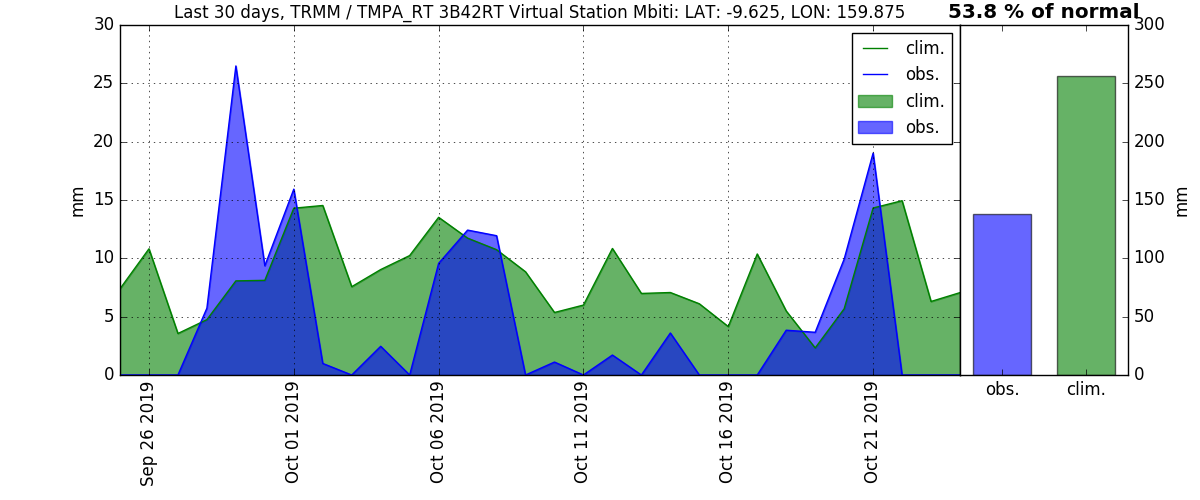 Last 30 days, TRMM / TMPA_RT 3B42RT Virtual Station Mbiti: LAT: -9.625, LON: 159.875
53.8 % of normal
30
25
20
15
10
5
0
mm
clim.
obs.
clim.
obs.
Sep 26 2019
Oct 01 2019
Oct 06 2019
Oct 11 2019
Oct 16 2019
Oct 21 2019
300
250
200
150
100
50
0
mm
obs.
clim.